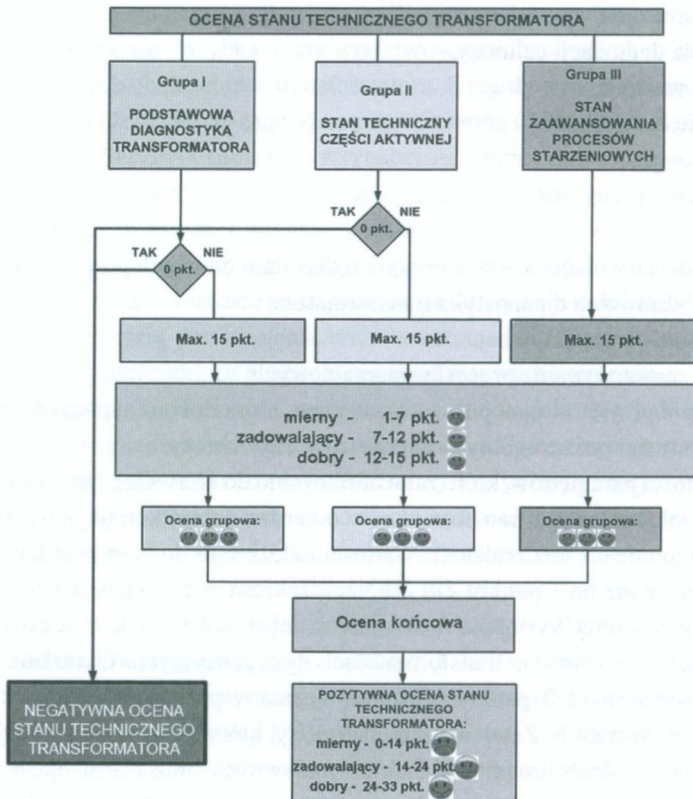 OCENA STANU TECHNICZNEGO TRANSFORMATORA
Grupa I
PODSTAWOWA
DIAGNOSTYKA
TRANSFORMATORA
Grupa II
STAN TECHNICZNY
CZĘŚCI AKTYWNEJ
Grupa III
STAN
ZAAWANSOWANIA
PROCESÓW
STARZENIOWYCH
TAK NIE
0 pkt.
TAK NIE
0 pkt.
Max. 15 pkt.
Max. 15 pkt.
Max. 15 pkt.
mierny - 1-7 pkt.
zadowalający - 7-12 pkt.
dobry - 12-15 pkt.
Ocena grupowa:
Ocena grupowa:
Ocena grupowa:
Ocena końcowa
NEGATYWNA OCENA
STANU TECHNICZNEGO
TRANSFORMATORA
POZYTYWNA OCENA STANU
TECHNICZNEGO
TRANSFORMATORA:
mierny - 0-14 pkt.
zadowalający - 14-24 pkt.
dobry - 24-33 pkt.